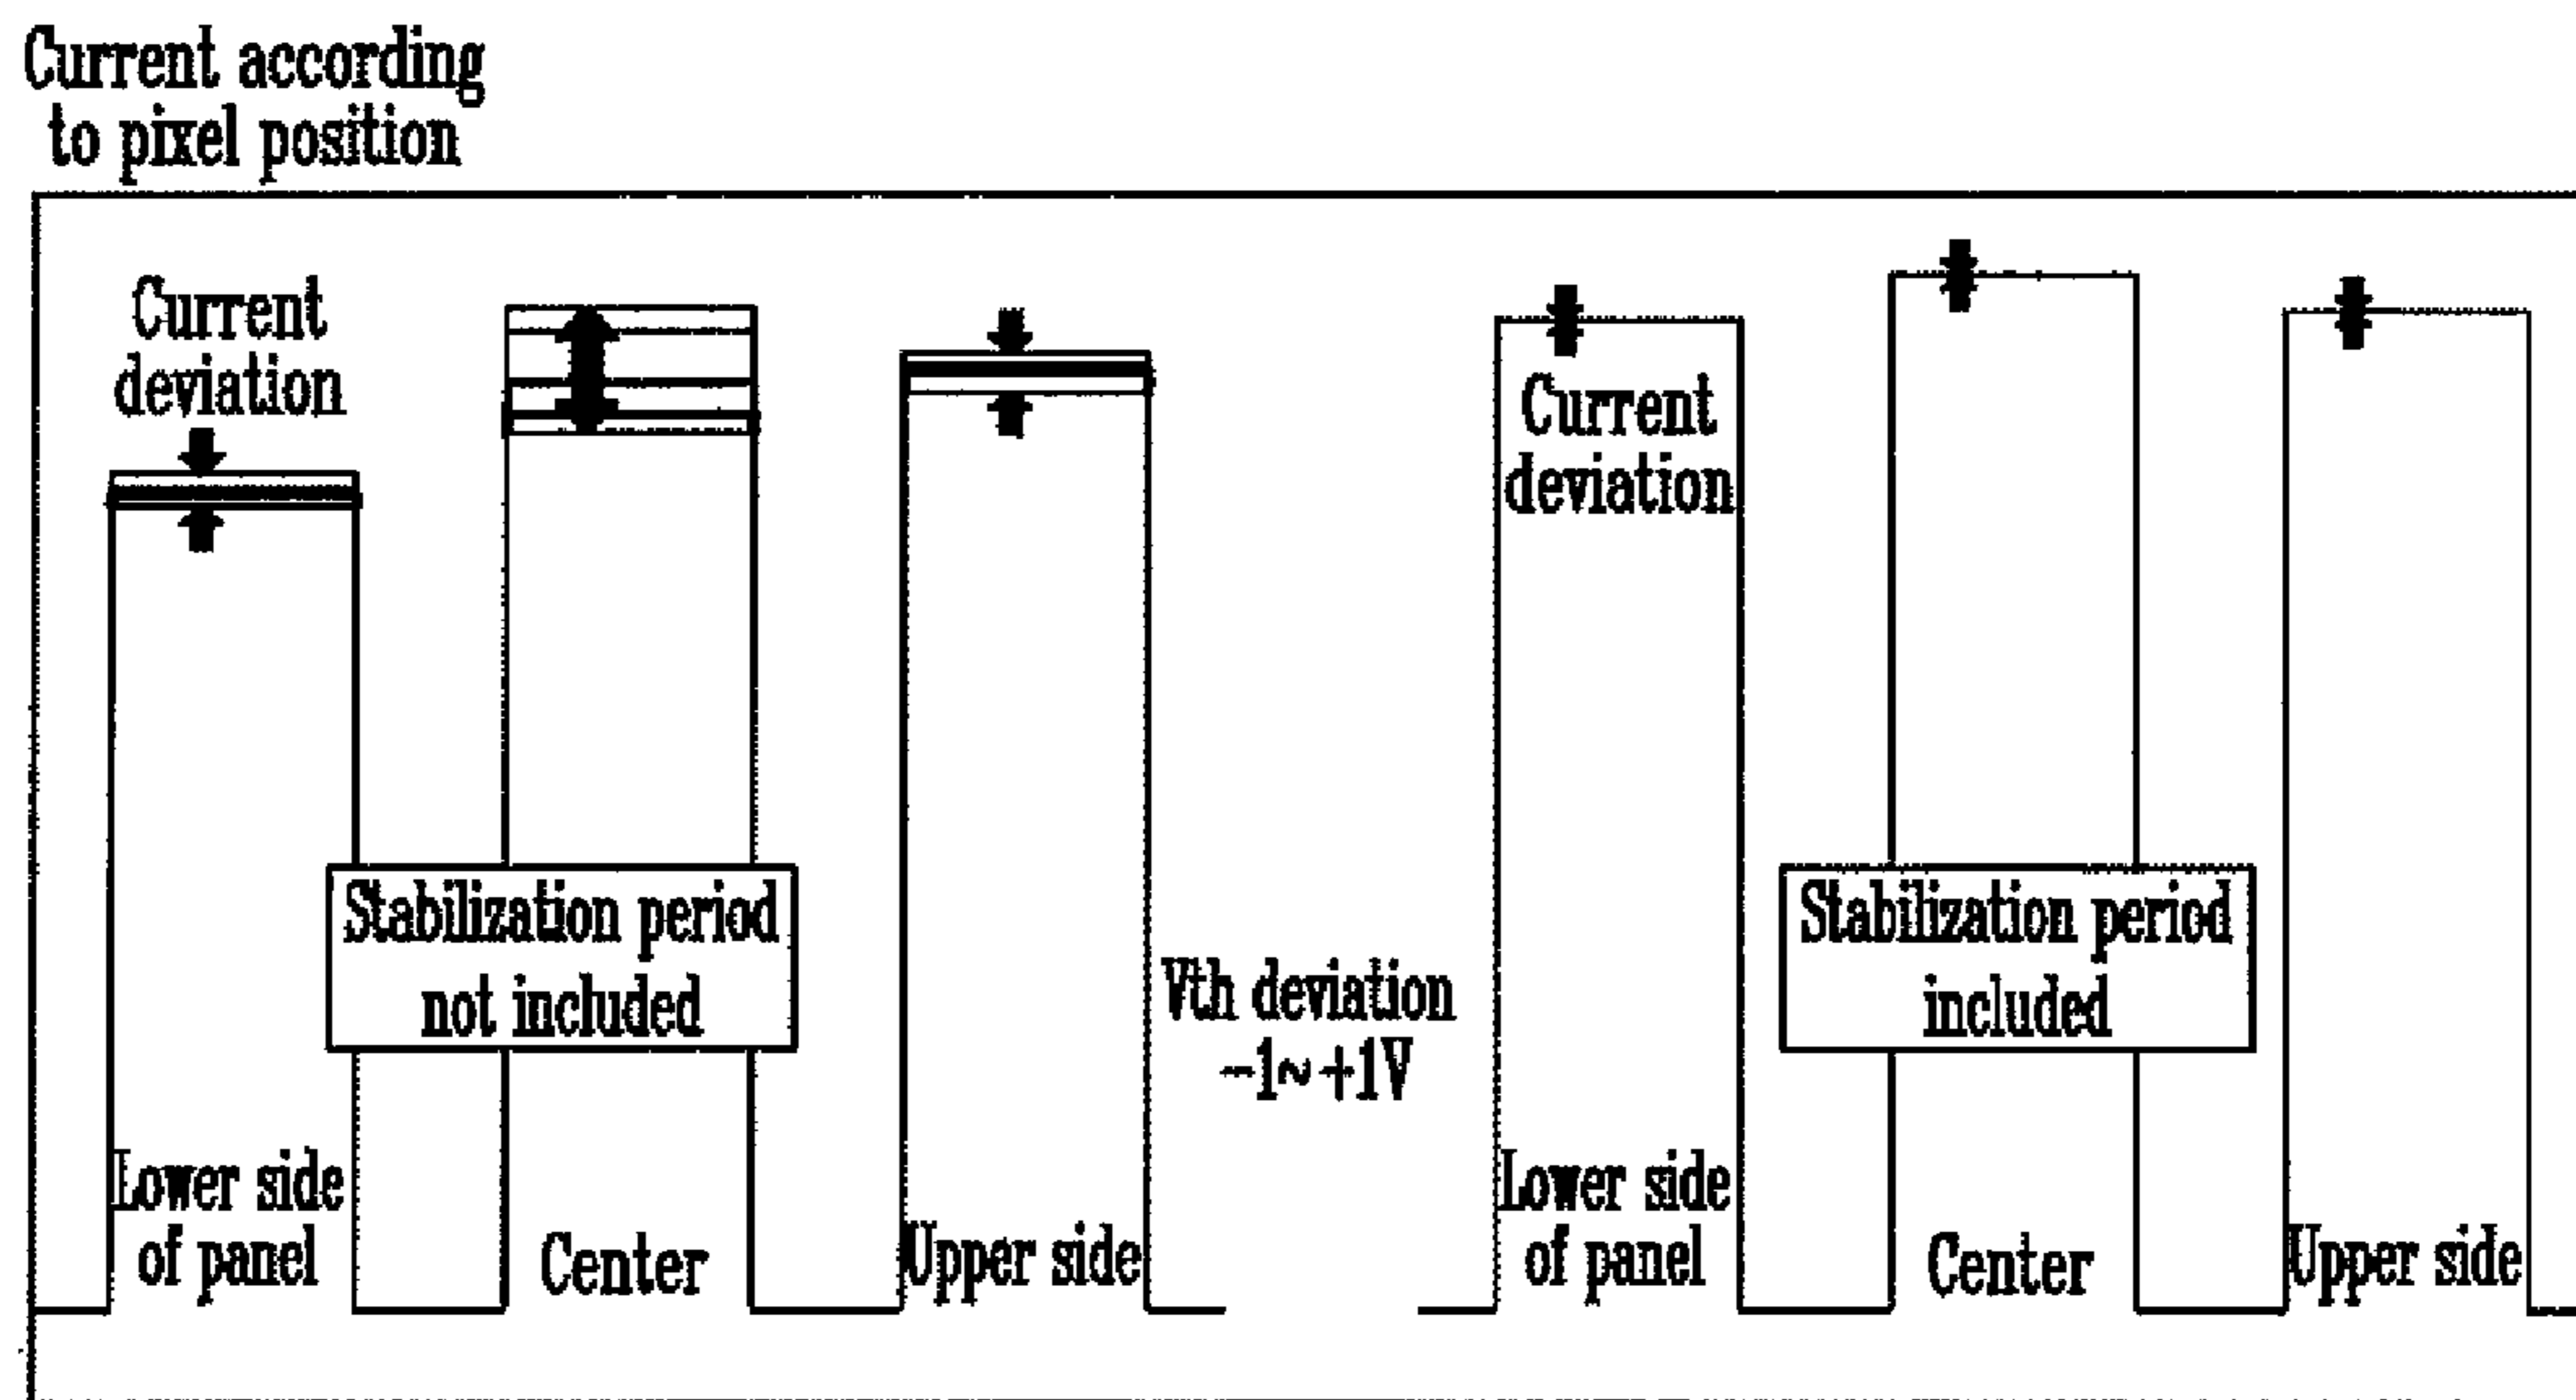 Current according
to pixel position
Current
deviation
Current
deviation
Stabilization period
not included
Stabilization period
included
Vth deviation
-1~+1V
Lower side
of panel
Center
Upper side
Lower side
of panel
Center
Upper side